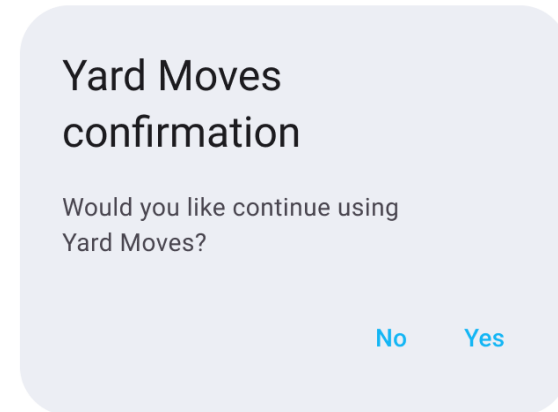 Yard Moves
confirmation
Would you like continue using
Yard Moves?
No Yes